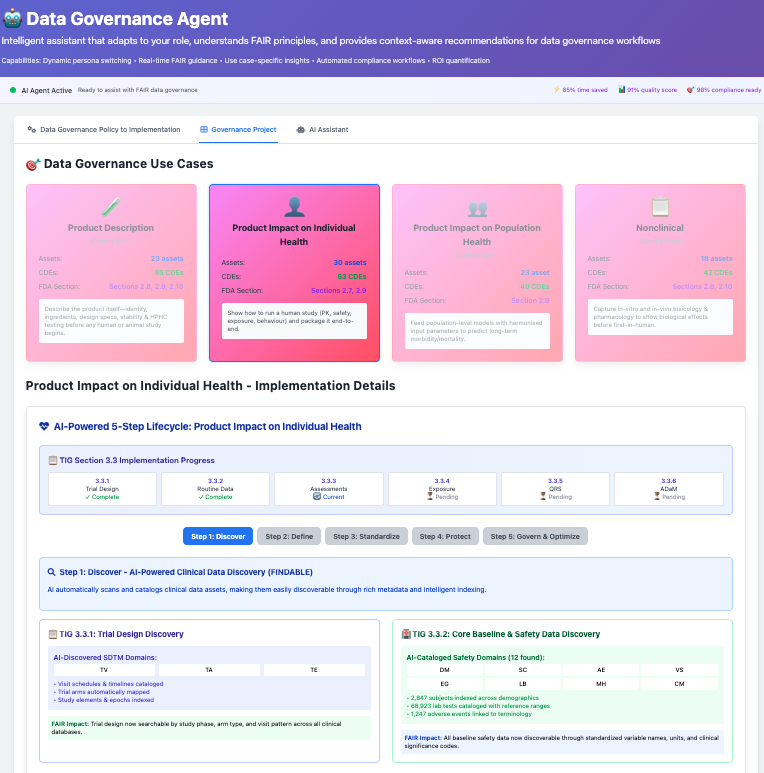 Data Governance Agent
Intelligent assistant that adapts to your role, understands FAIR principles, and provides context-aware recommendations for data governance workflows
Capabilities: Dynamic persona switching • Real-time FAIR guidance • Use case-specific insights • Automated compliance workflows • ROI quantification
AI Agent Active Ready to assist with FAIR data governance
85% time saved 91% quality score 98% compliance ready
Data Governance Policy to Implementation Governance Project AI Assistant
Data Governance Use Cases
Product Description
Assets: 23 assets
CDEs: 68 CDEs
FDA Section: Sections 2.8, 2.9, 2.10
Describe the product itself—identity,
ingredients, design specs, stability & HPHC
testing before any human or animal study
begins.
Product Impact on Individual
Health
Assets: 30 assets
CDEs: 53 CDEs
FDA Section: Sections 2.7, 2.9
Show how to run a human study (PK, safety,
exposure, behaviour) and package it end-to-
end.
Product Impact on Population
Health
Assets: 23 asset
CDEs: 49 CDEs
FDA Section: Section 2.9
Feed population-level models with harmonised
input parameters to predict long-term
morbidity/mortality.
Nonclinical
Assets: 18 assets
CDEs: 42 CDEs
FDA Section: Sections 2.8, 2.10
Capture in-vitro and in-vivo toxicology &
pharmacology to show biological effects
before first-in-human.
Product Impact on Individual Health - Implementation Details
AI-Powered 5-Step Lifecycle: Product Impact on Individual Health
TIG Section 3.3 Implementation Progress
3.3.1
Trial Design
✓ Complete
3.3.2
Routine Data
✓ Complete
3.3.3
Assessments
Current
3.3.4
Exposure
Pending
3.3.5
QRS
Pending
3.3.6
ADaM
Pending
Step 1: Discover Step 2: Define Step 3: Standardize Step 4: Protect Step 5: Govern & Optimize
Step 1: Discover - AI-Powered Clinical Data Discovery (FINDABLE)
AI automatically scans and catalogs clinical data assets, making them easily discoverable through rich metadata and intelligent indexing.
TIG 3.3.1: Trial Design Discovery
AI-Discovered SDTM Domains:
TV TA TE
• Visit schedules & timelines cataloged
• Trial arms automatically mapped
• Study elements & epochs indexed
FAIR Impact: Trial design now searchable by study phase, arm type, and visit pattern across all clinical
databases.
TIG 3.3.2: Core Baseline & Safety Data Discovery
AI-Cataloged Safety Domains (12 found):
DM SC AE VS
EG LB MH CM
• 2,847 subjects indexed across demographics
• 68,923 lab tests cataloged with reference ranges
• 1,247 adverse events linked to terminology
FAIR Impact: All baseline safety data now discoverable through standardized variable names, units, and clinical
significance codes.